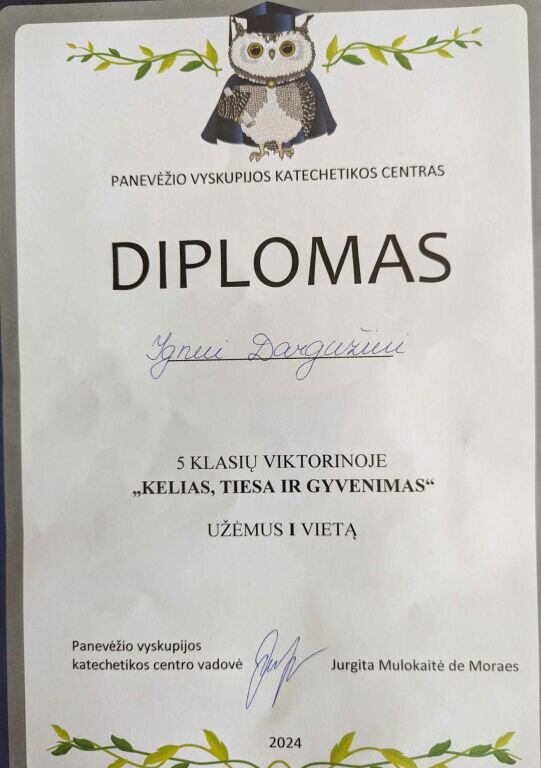 PANEVĖŽIO VYSKUPIJOS KATECHETIKOS CENTRAS
DIPLOMAS
Ignui Dargužiui
5 KLASIŲ VIKTORINOJE
„KELIAS, TIESA IR GYVENIMAS“
UŽĖMUS I VIETĄ
Panevėžio vyskupijos
katechetikos centro vadovė Jurgita Mulokaitė de Moraes
2024